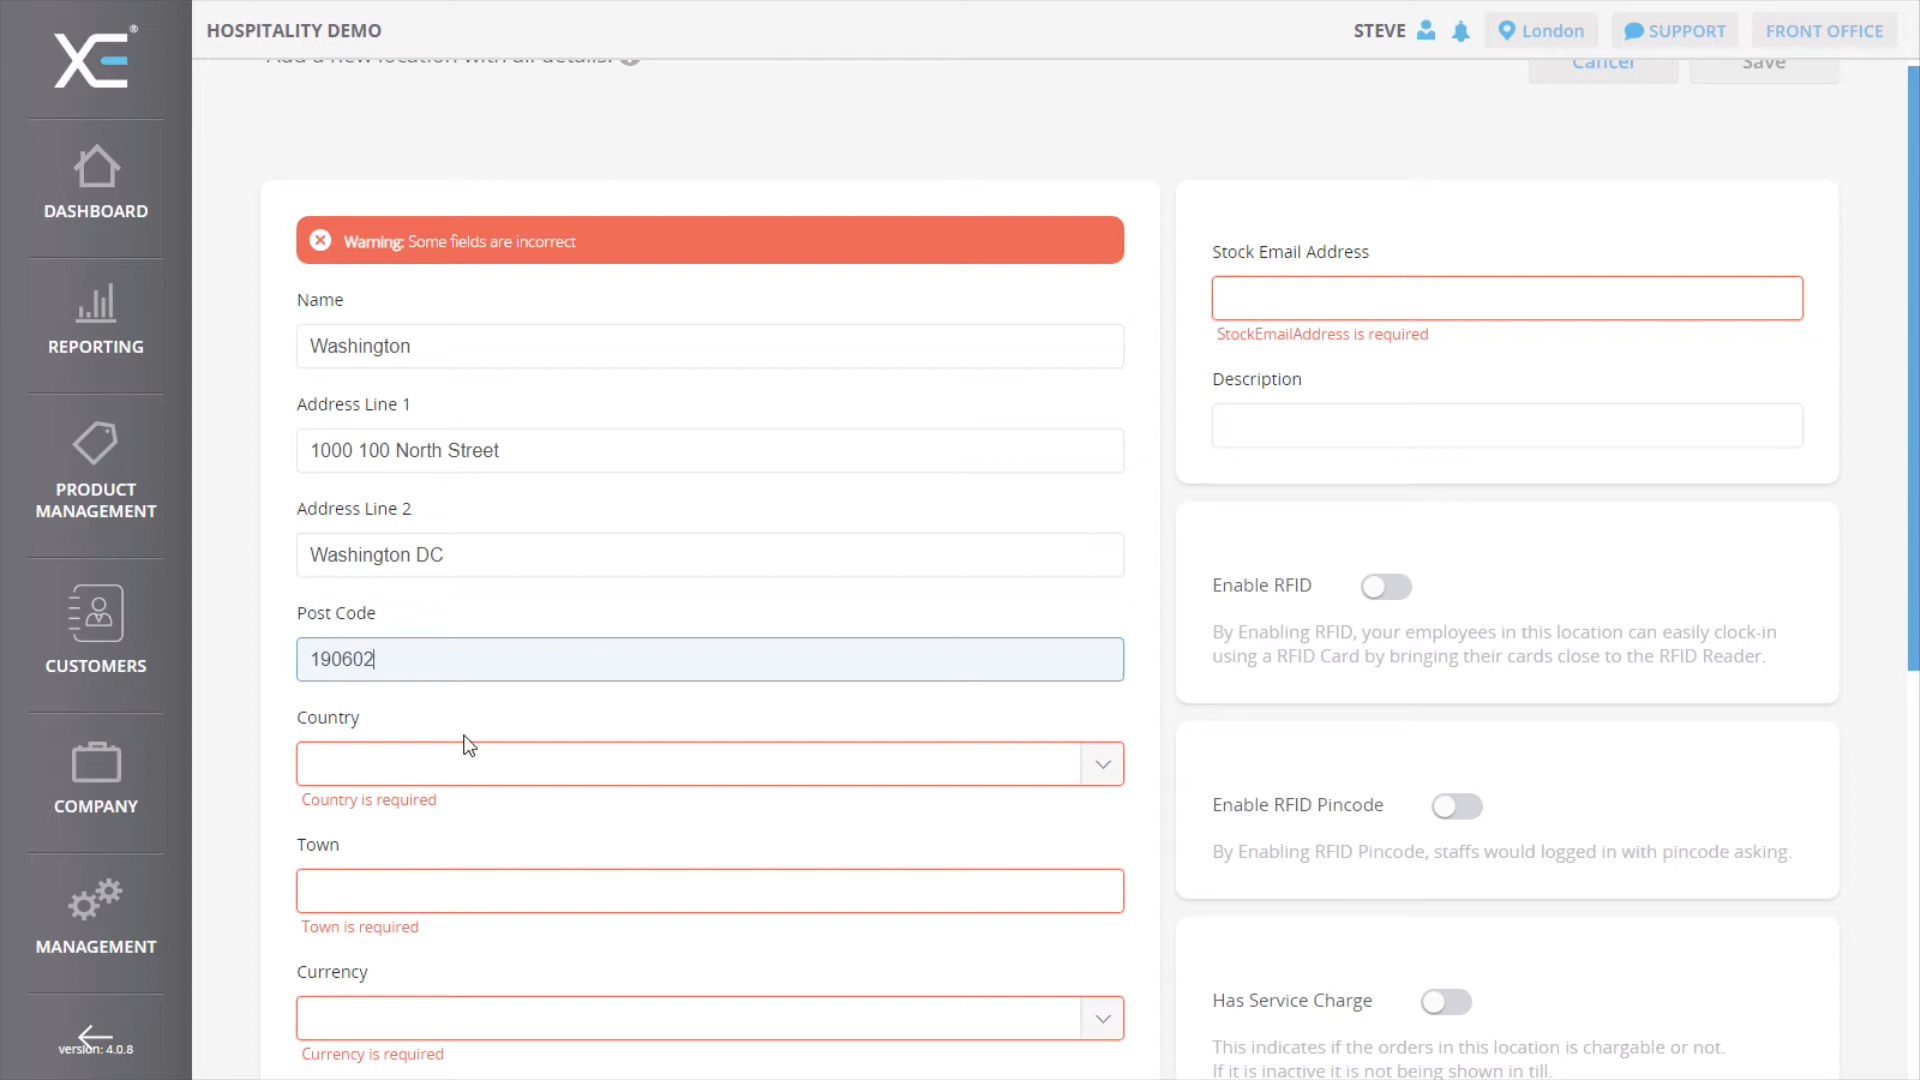 XE®
HOSPITALITY DEMO
STEVE
London
SUPPORT
FRONT OFFICE
Add a new location with all details.
Cancel
Save
DASHBOARD
REPORTING
PRODUCT
MANAGEMENT
CUSTOMERS
COMPANY
MANAGEMENT
version: 4.0.8
Warning: Some fields are incorrect
Name
Washington
Address Line 1
1000 100 North Street
Address Line 2
Washington DC
Post Code
190602
Country
Country is required
Town
Town is required
Currency
Currency is required
Stock Email Address
StockEmailAddress is required
Description
Enable RFID
By Enabling RFID, your employees in this location can easily clock-in
using a RFID Card by bringing their cards close to the RFID Reader.
Enable RFID Pincode
By Enabling RFID Pincode, staffs would logged in with pincode asking.
Has Service Charge
This indicates if the orders in this location is chargable or not.
If it is inactive it is not being shown in till.